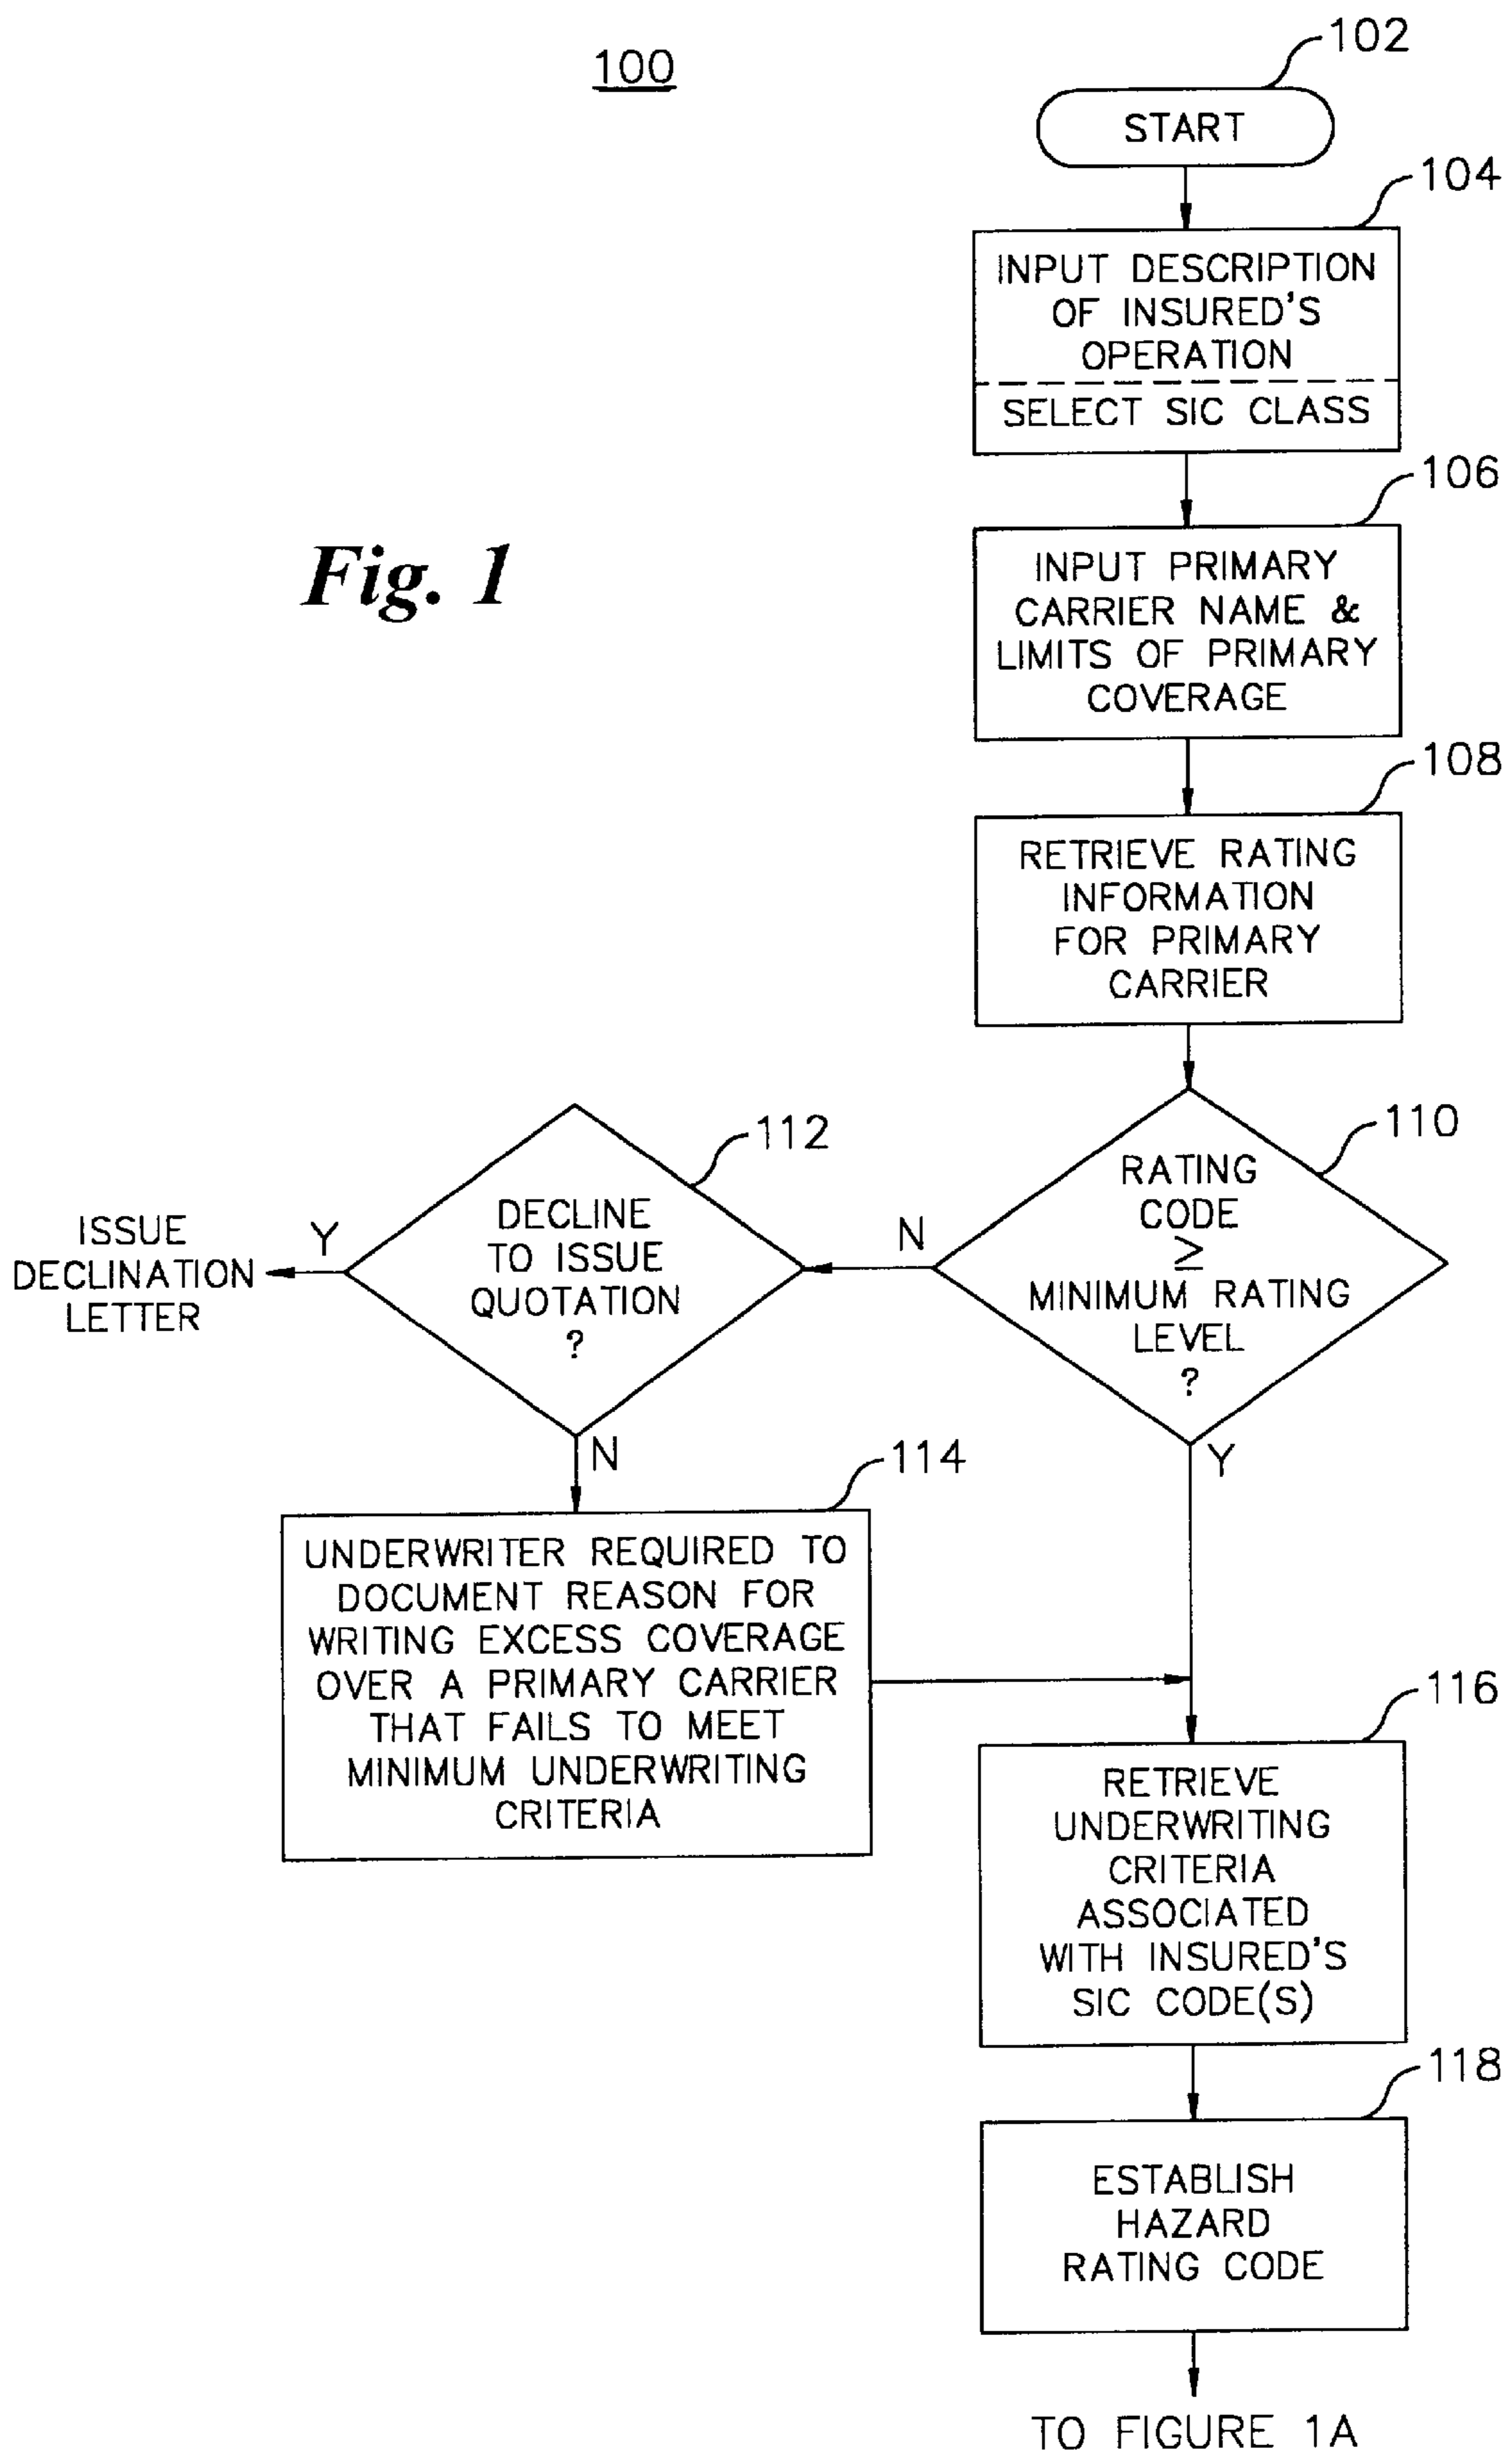 100
102
START
104
INPUT DESCRIPTION
OF INSURED'S
OPERATION
SELECT SIC CLASS
106
INPUT PRIMARY
CARRIER NAME &
LIMITS OF PRIMARY
COVERAGE
Fig. 1
108
RETRIEVE RATING
INFORMATION
FOR PRIMARY
CARRIER
110
RATING
CODE
≥
MINIMUM RATING
LEVEL
?
N
Y
112
DECLINE
TO ISSUE
QUOTATION
?
Y
ISSUE
DECLINATION
LETTER
N
114
UNDERWRITER REQUIRED TO
DOCUMENT REASON FOR
WRITING EXCESS COVERAGE
OVER A PRIMARY CARRIER
THAT FAILS TO MEET
MINIMUM UNDERWRITING
CRITERIA
116
RETRIEVE
UNDERWRITING
CRITERIA
ASSOCIATED
WITH INSURED'S
SIC CODE(S)
118
ESTABLISH
HAZARD
RATING CODE
TO FIGURE 1A